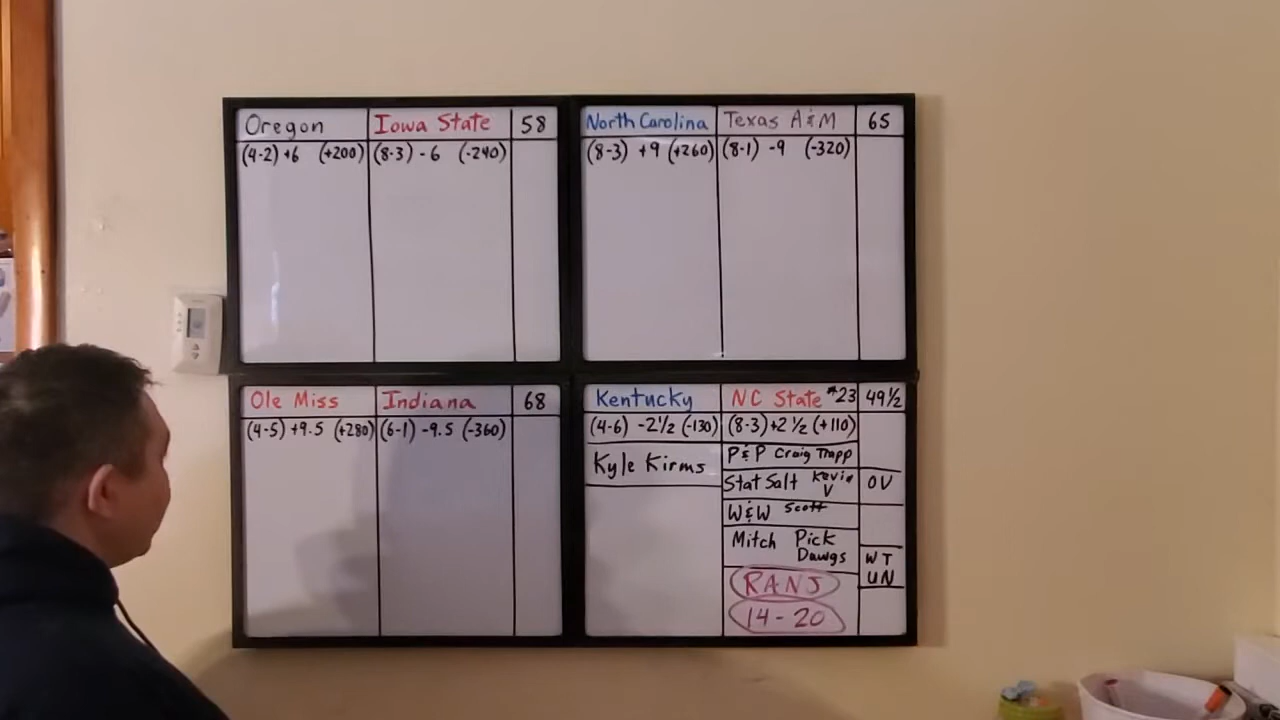 Oregon Iowa State 58
(4-2) +6 (+200) (8-3) -6 (-240)
North Carolina Texas A&M 65
(8-3) +9 (+260) (8-1) -9 (-320)
Ole Miss Indiana 68
(4-5) +9.5 (+280) (6-1) -9.5 (-360)
Kentucky NC State #23 49½
(4-6) -2½ (-130) (8-3) +2½ (+110)
Kyle Kirms
P&P Craig Trapp
Stat Salt Kevin V OV
W&W Scott
Mitch Pick Dawgs
WT
UN
RANJ
14-20